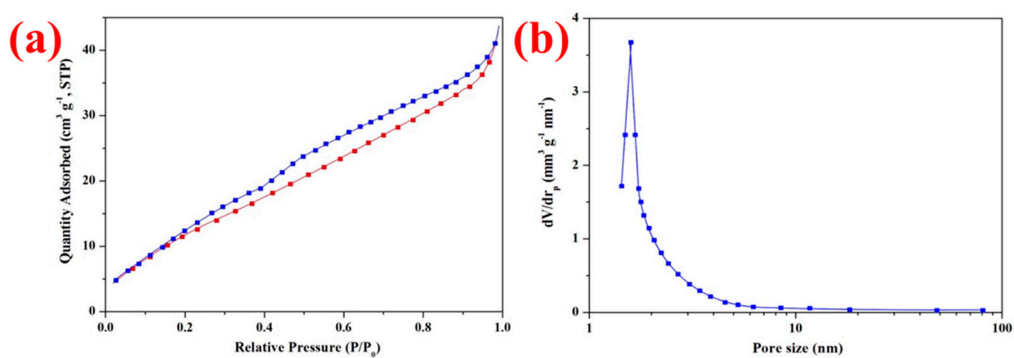 (a)
Quantity Adsorbed (cm³ g⁻¹, STP)
40
30
20
10
0
0.0 0.2 0.4 0.6 0.8 1.0
Relative Pressure (P/P₀)
(b)
dV/drₚ (mm³ g⁻¹ nm⁻¹)
4
3
2
1
0
1 10 100
Pore size (nm)